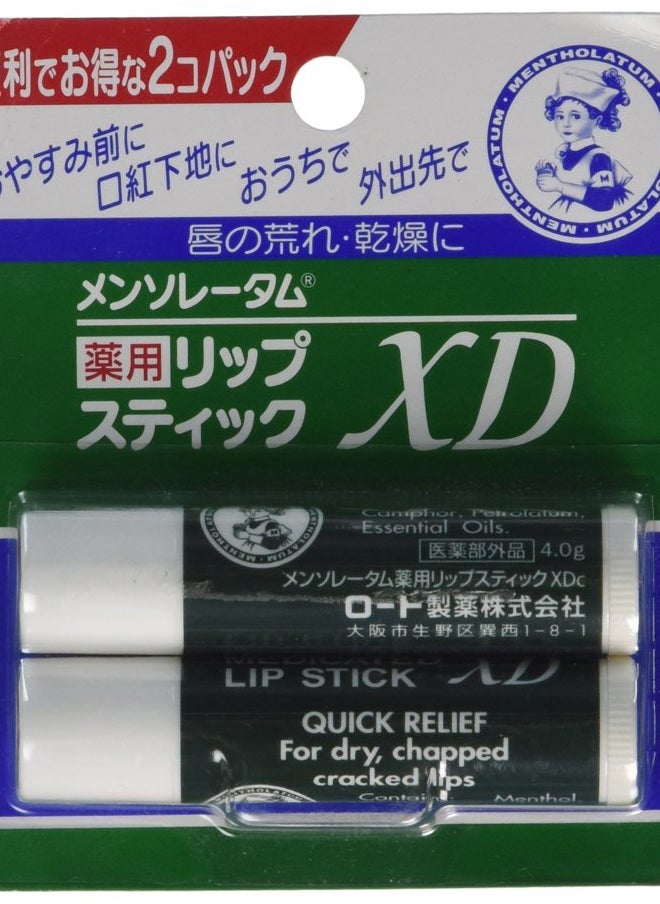 利でお得な2コパック
おやすみ前に
口紅下地に
おうちで
外出先で
MENTHOLATUM · MENTHOLATUM · MENTHOLATUM
M
唇の荒れ・乾燥に
メンソレータム®
薬用リップ
スティック XD
MENTHOLATUM
Camphor, Petrolatum,
Essential Oils.
医薬部外品 4.0g
メンソレータム薬用リップスティックXDc
ロート製薬株式会社
大阪市生野区巽西1-8-1
MEDICATED
LIP STICK XD
QUICK RELIEF
For dry, chapped
cracked lips
Menthol,